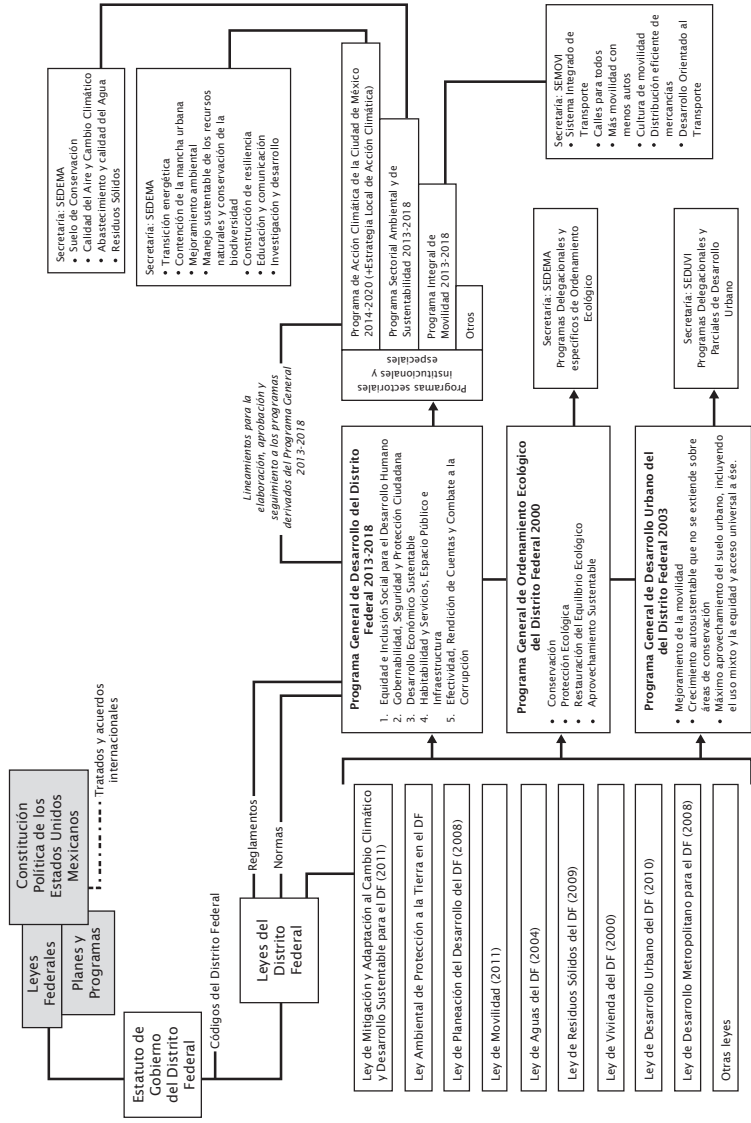 Constitución
Política de los
Estados Unidos
Mexicanos
Leyes
Federales
Planes y
Programas
Tratados y acuerdos
internacionales
Estatuto de
Gobierno
del Distrito
Federal
Códigos del Distrito Federal
Leyes del
Distrito
Federal
Reglamentos
Normas
Ley de Mitigación y Adaptación al Cambio Climático
y Desarrollo Sustentable para el DF (2011)
Ley Ambiental de Protección a la Tierra en el DF
Ley de Planeación del Desarrollo del DF (2008)
Ley de Movilidad (2011)
Ley de Aguas del DF (2004)
Ley de Residuos Sólidos del DF (2009)
Ley de Vivienda del DF (2000)
Ley de Desarrollo Urbano del DF (2010)
Ley de Desarrollo Metropolitano para el DF (2008)
Otras leyes
Lineamientos para la
elaboración, aprobación y
seguimiento a los programas
derivados del Programa General
2013-2018
Programa General de Desarrollo del Distrito
Federal 2013-2018
1. Equidad e Inclusión Social para el Desarrollo Humano
2. Gobernabilidad, Seguridad y Protección Ciudadana
3. Desarrollo Económico Sustentable
4. Habitabilidad y Servicios, Espacio Público e
Infraestructura
5. Efectividad, Rendición de Cuentas y Combate a la
Corrupción
Programa General de Ordenamiento Ecológico
del Distrito Federal 2000
• Conservación
• Protección Ecológica
• Restauración del Equilibrio Ecológico
• Aprovechamiento Sustentable
Programa General de Desarrollo Urbano del
del Distrito Federal 2003
• Mejoramiento de la movilidad
• Crecimiento autosustentable que no se extiende sobre
áreas de conservación
• Máximo aprovechamiento del suelo urbano, incluyendo
el uso mixto y la equidad y acceso universal a ése.
Programas sectoriales
institucionales y
especiales
Programa de Acción Climática de la Ciudad de México
2014-2020 (+Estrategia Local de Acción Climática)
Programa Sectorial Ambiental y de
Sustentabilidad 2013-2018
Programa Integral de
Movilidad 2013-2018
Otros
Secretaría: SEDEMA
• Suelo de Conservación
• Calidad del Aire y Cambio Climático
• Abastecimiento y calidad del Agua
• Residuos Sólidos
Secretaría: SEDEMA
• Transición energética
• Contención de la mancha urbana
• Mejoramiento ambiental
• Manejo sustentable de los recursos
naturales y conservación de la
biodiversidad
• Construcción de resiliencia
• Educación y comunicación
• Investigación y desarrollo
Secretaría: SEMOVI
• Sistema Integrado de
Transporte
• Calles para todos
• Más movilidad con
menos autos
• Cultura de movilidad
• Distribución eficiente de
mercancías
• Desarrollo Orientado al
Transporte
Secretaría: SEDEMA
Programas Delegacionales y
específicos de Ordenamiento
Ecológico
Secretaría: SEDUVI
Programas Delegacionales y
Parciales de Desarrollo
Urbano